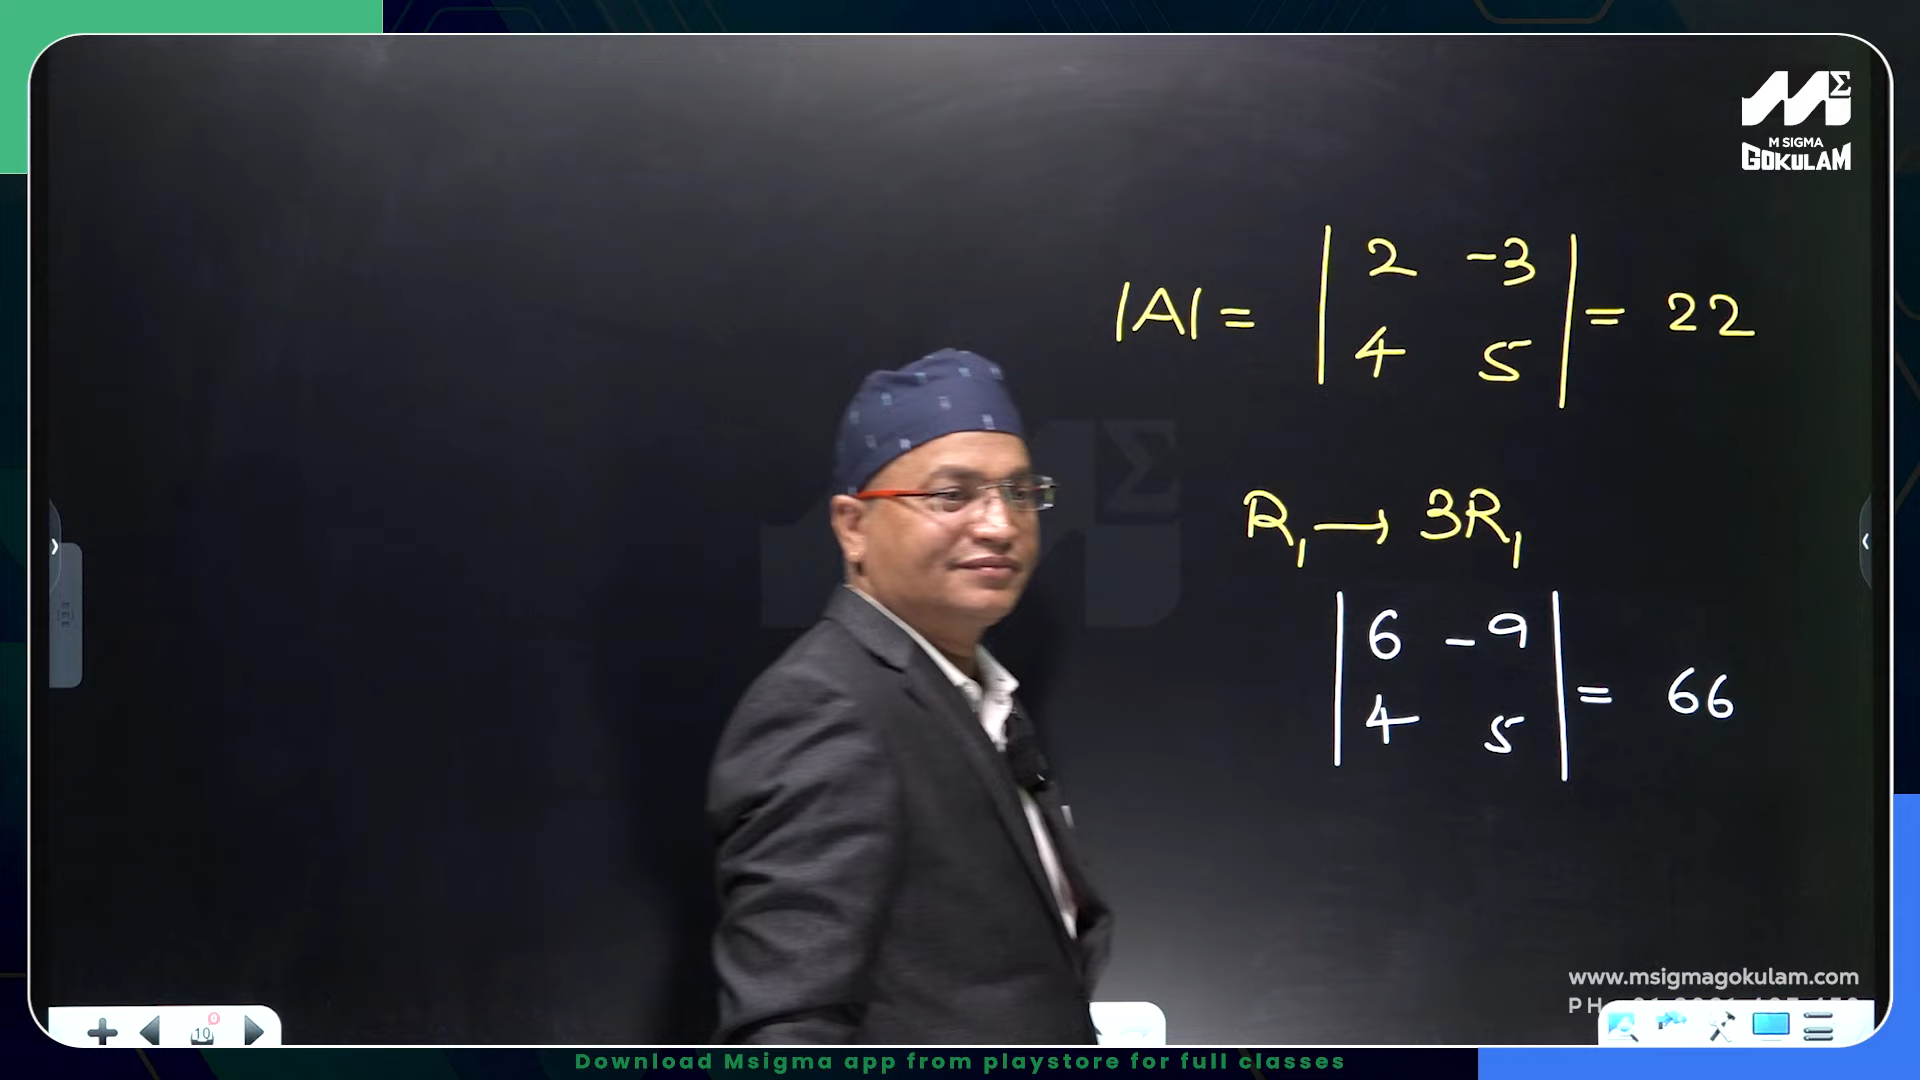 M Σ
M SIGMA
GOKULAM
|A| = | 2 -3 | = 22
| 4 5 |
R₁ → 3R₁
| 6 -9 | = 66
| 4 5 |
www.msigmagokulam.com
PH
10
Download Msigma app from playstore for full classes